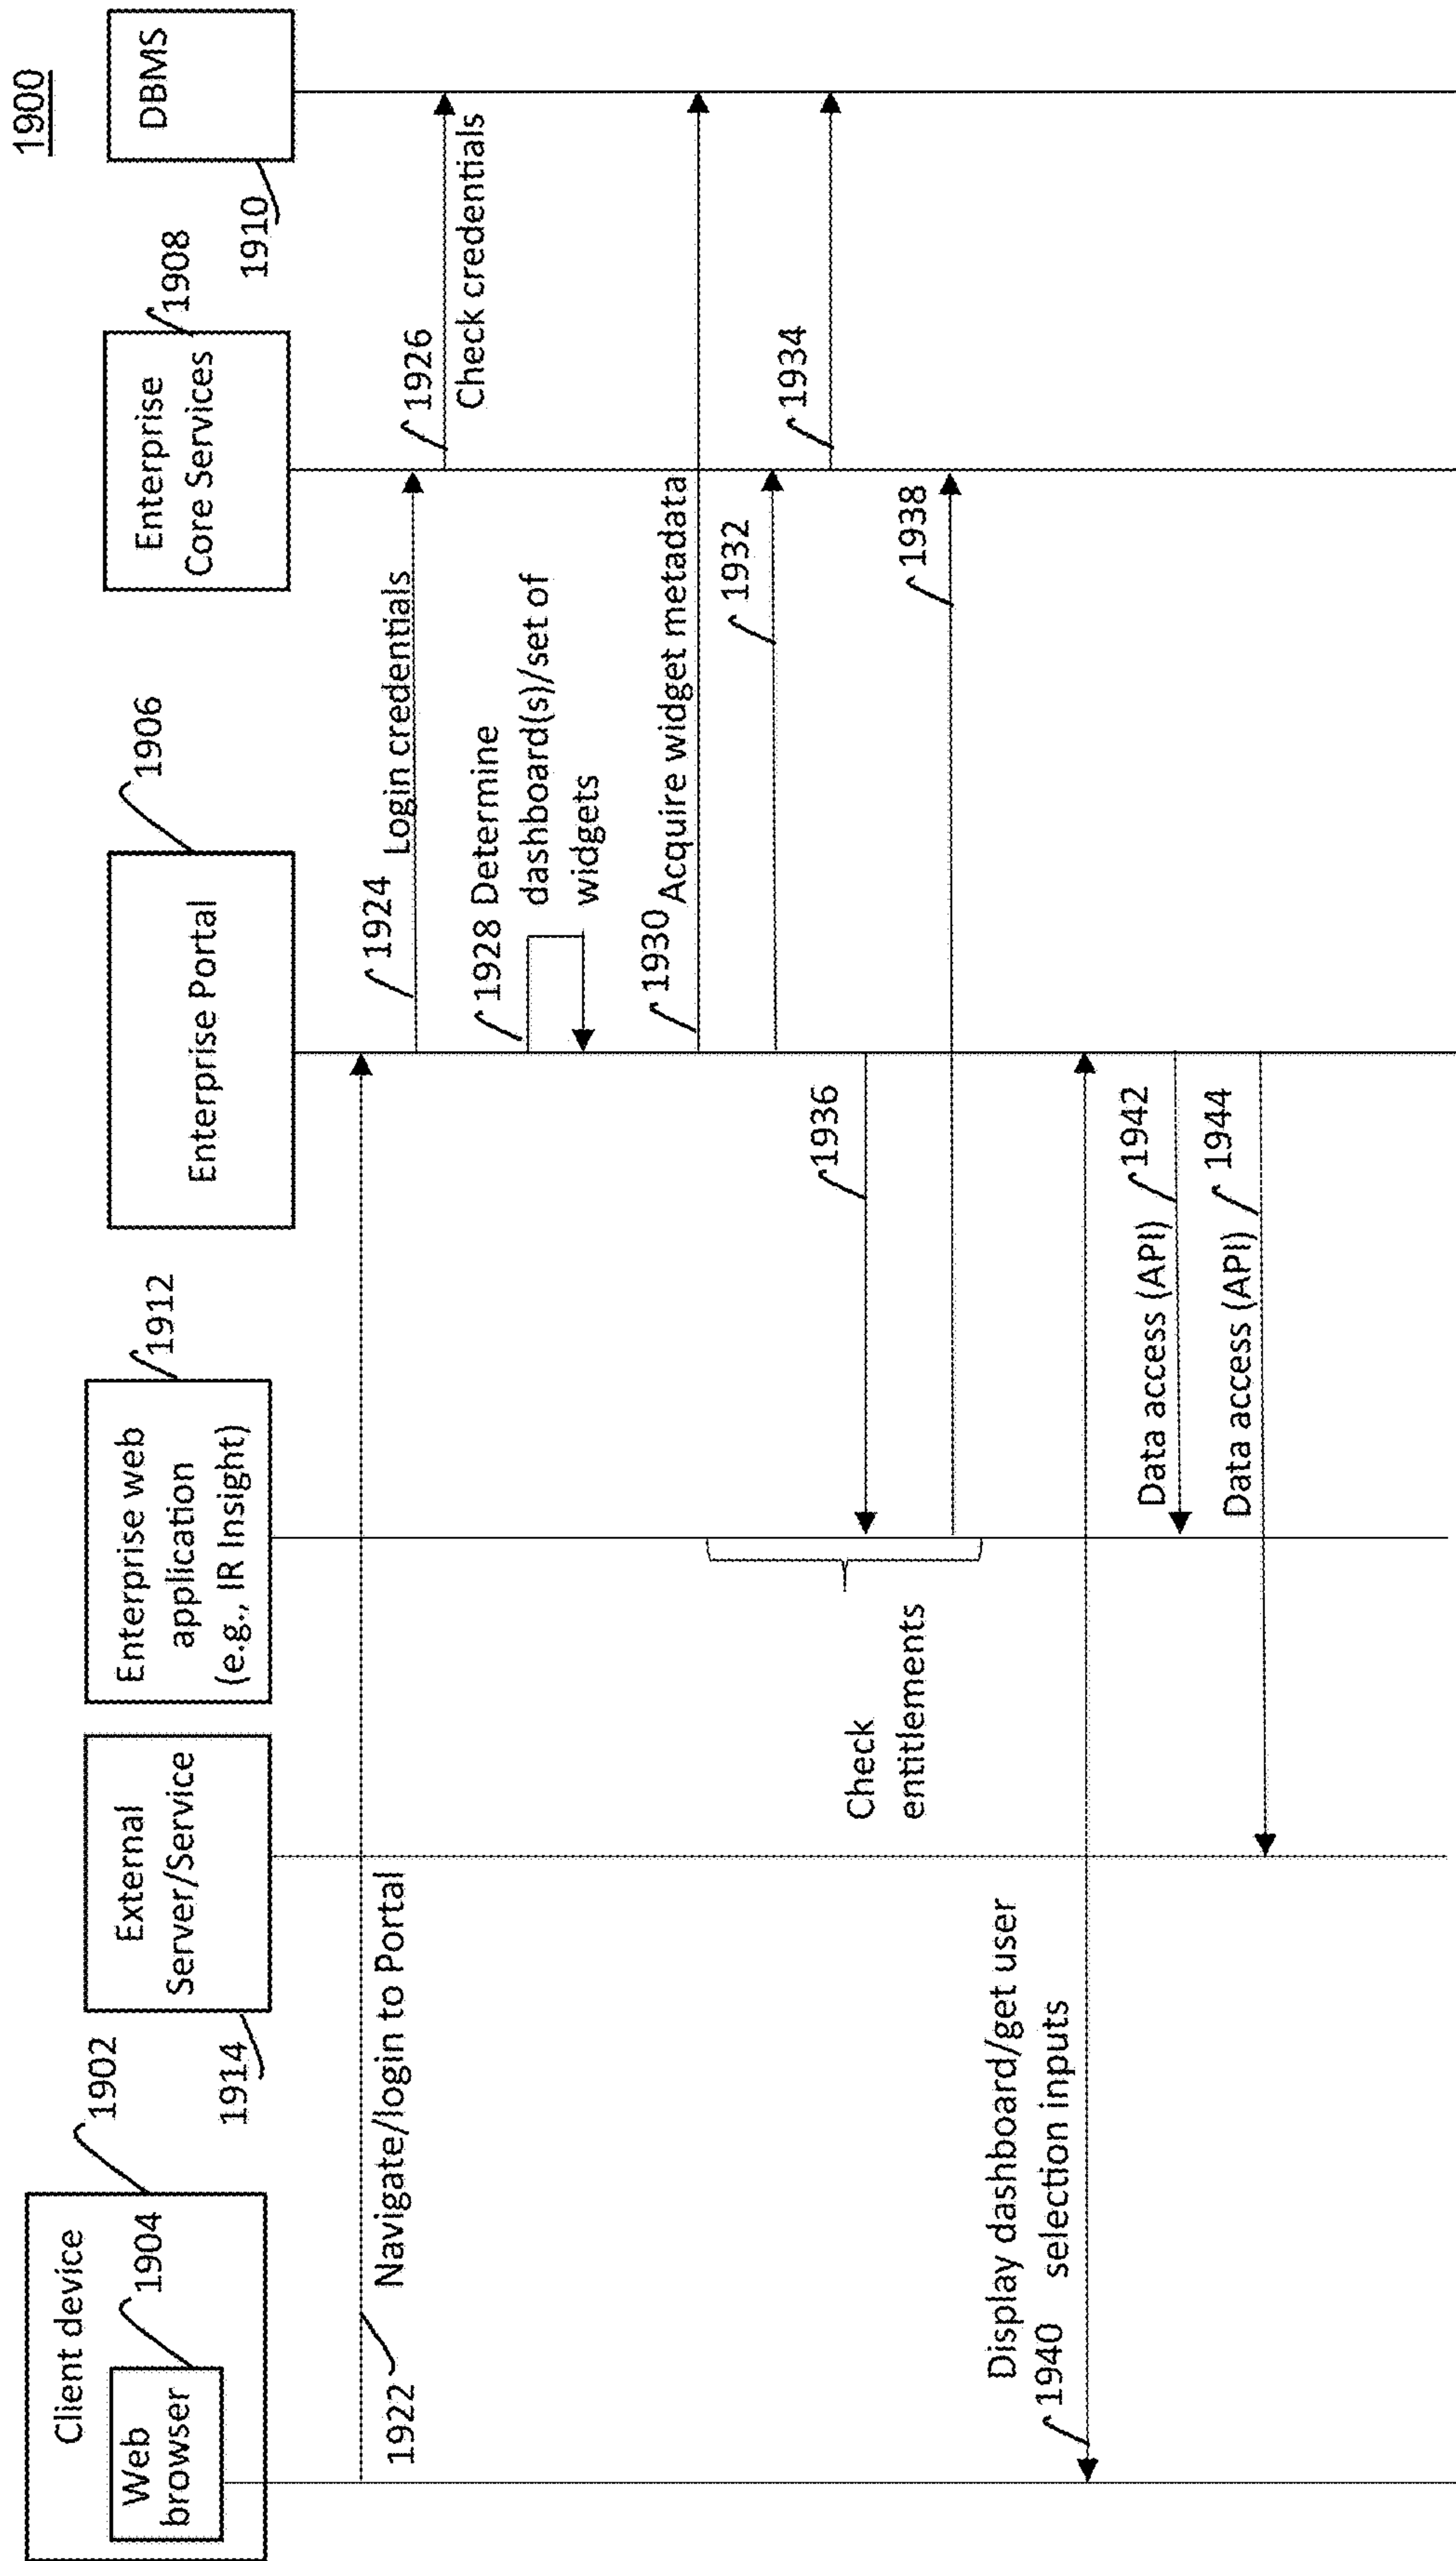 1900
Client device
1902
Web
browser
1904
External
Server/Service
1914
Enterprise web
application
(e.g., IR Insight)
1912
Enterprise Portal
1906
Enterprise
Core Services
1908
DBMS
1910
1922
Navigate/login to Portal
1924
Login credentials
1926
Check credentials
1928 Determine
dashboard(s)/set of
widgets
1930 Acquire widget metadata
1932
1934
1936
Check
entitlements
1938
Display dashboard/get user
1940 selection inputs
Data access (API)
1942
Data access (API)
1944